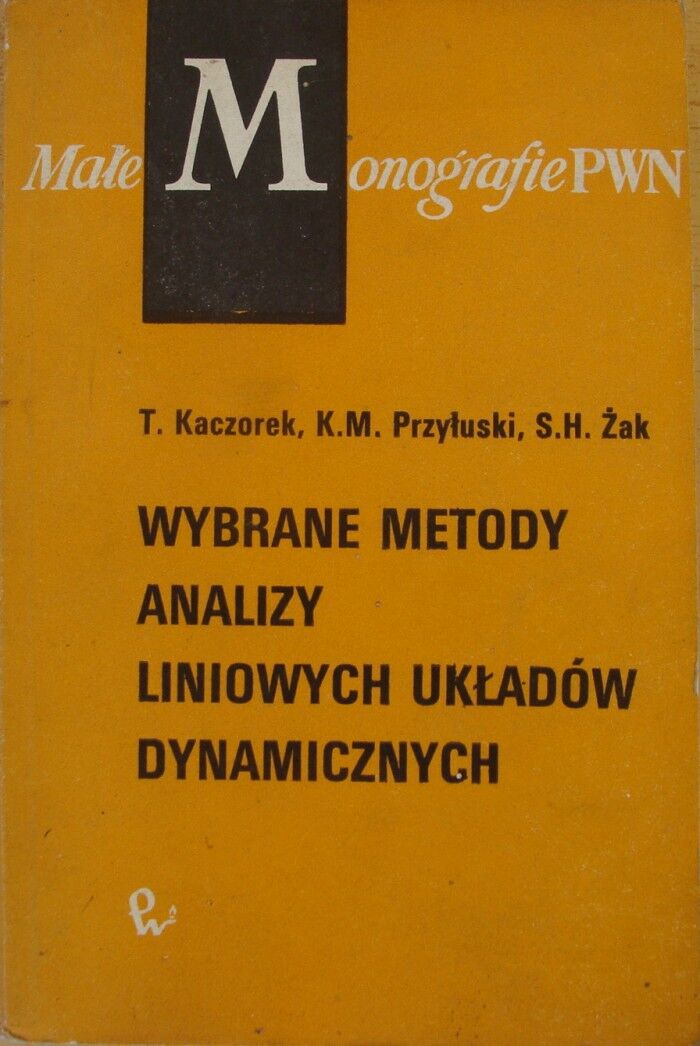 Małe Monografie PWN
T. Kaczorek, K.M. Przyłuski, S.H. Żak
WYBRANE METODY
ANALIZY
LINIOWYCH UKŁADÓW
DYNAMICZNYCH